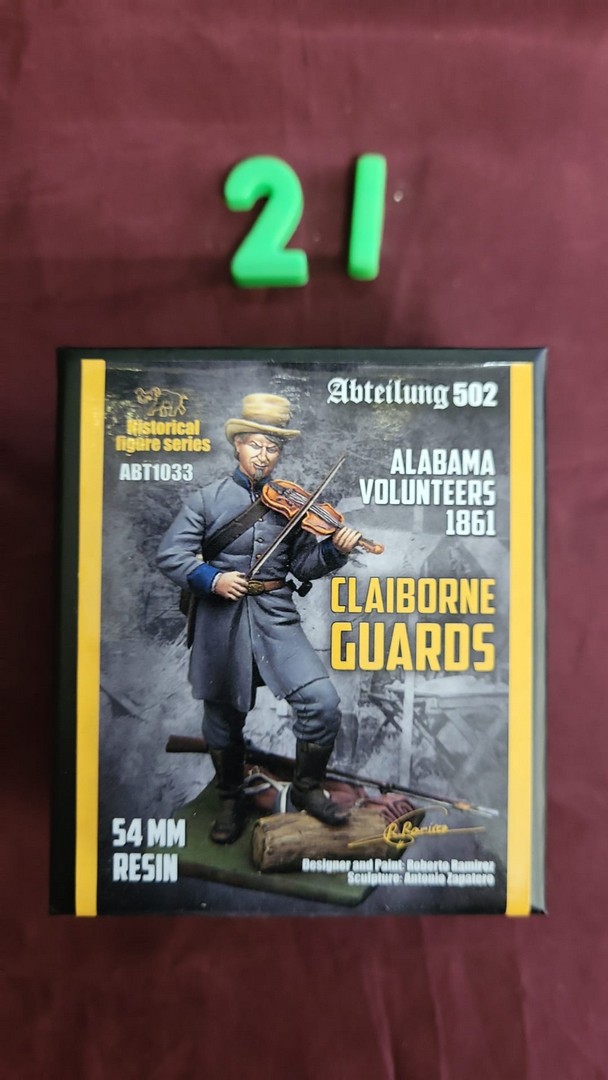 21
Abteilung 502
Historical
figure series
ABT1033
ALABAMA
VOLUNTEERS
1861
CLAIBORNE
GUARDS
54 MM
RESIN
R. Ramirez
Designer and Paint: Roberto Ramirez
Sculpture: Antonio Zapatero